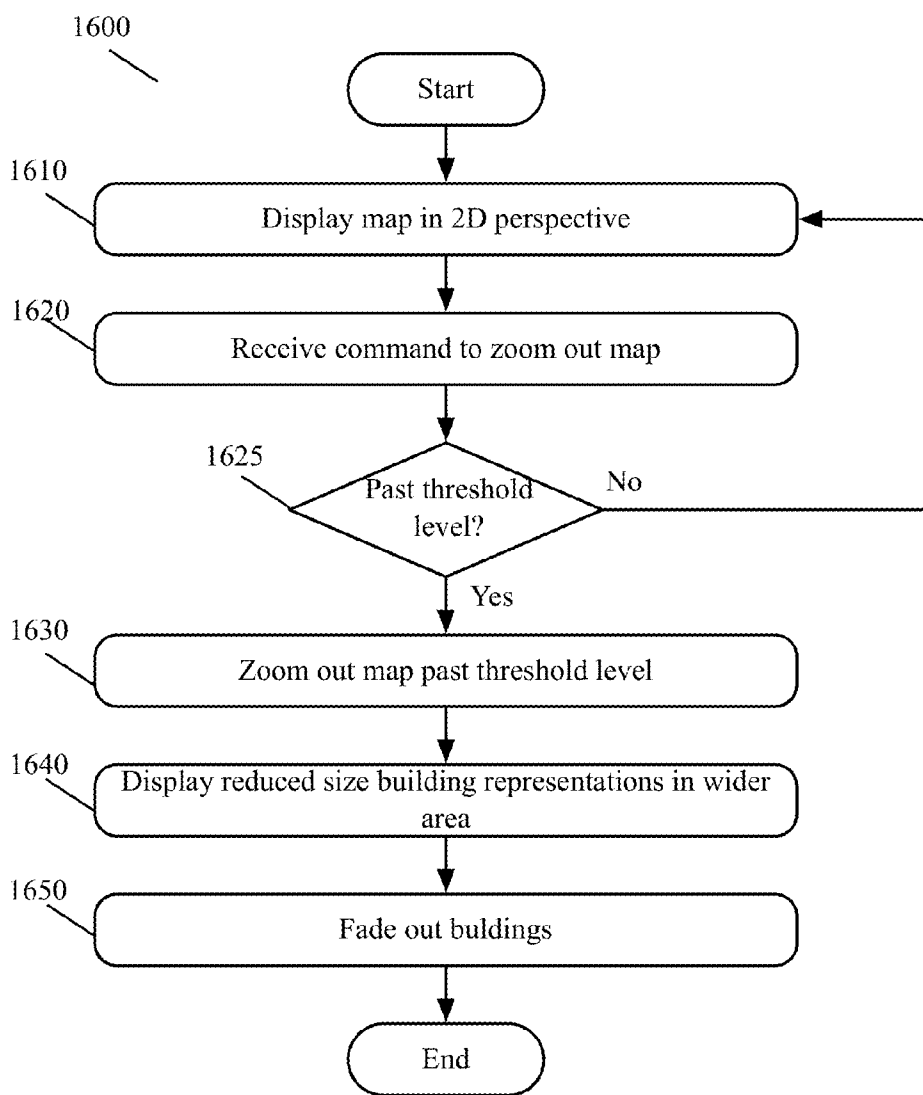 1600
Start
1610
Display map in 2D perspective
1620
Receive command to zoom out map
1625
Past threshold
level?
No
Yes
1630
Zoom out map past threshold level
1640
Display reduced size building representations in wider
area
1650
Fade out buldings
End